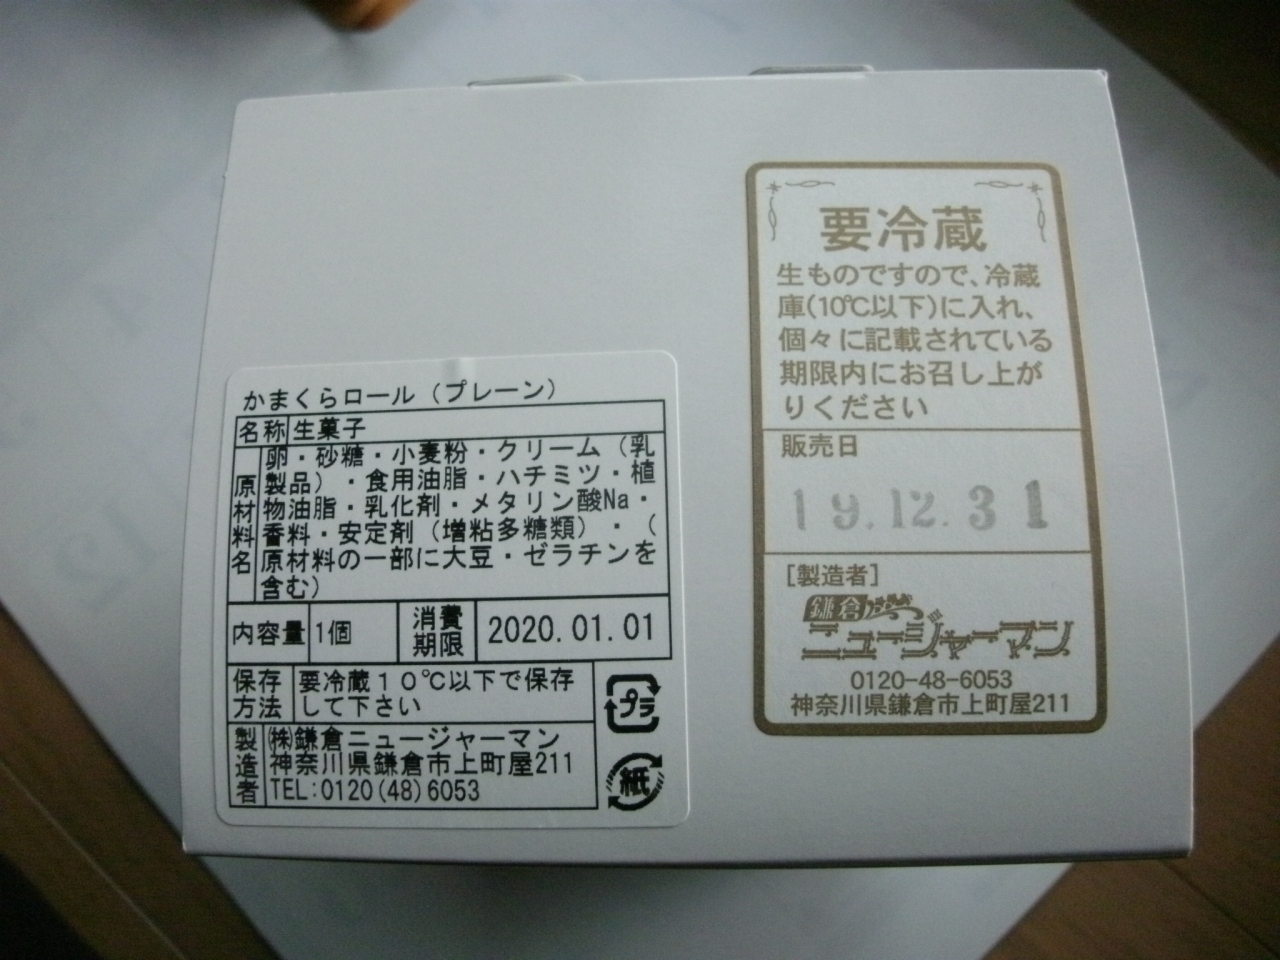 かまくらロール（プレーン）
名称 生菓子
原材料名 卵・砂糖・小麦粉・クリーム（乳
製品）・食用油脂・ハチミツ・植
物油脂・乳化剤・メタリン酸Na・
香料・安定剤（増粘多糖類）・（
原材料の一部に大豆・ゼラチンを
含む）
内容量 1個 消費期限 2020.01.01
保存方法 要冷蔵１０℃以下で保存
して下さい
製造者 ㈱鎌倉ニュージャーマン
神奈川県鎌倉市上町屋211
TEL:0120(48)6053
プラ
紙
要冷蔵
生ものですので、冷蔵
庫(10℃以下)に入れ、
個々に記載されている
期限内にお召し上が
りください
販売日
19.12.31
［製造者］
鎌倉
ニュージャーマン
0120-48-6053
神奈川県鎌倉市上町屋211